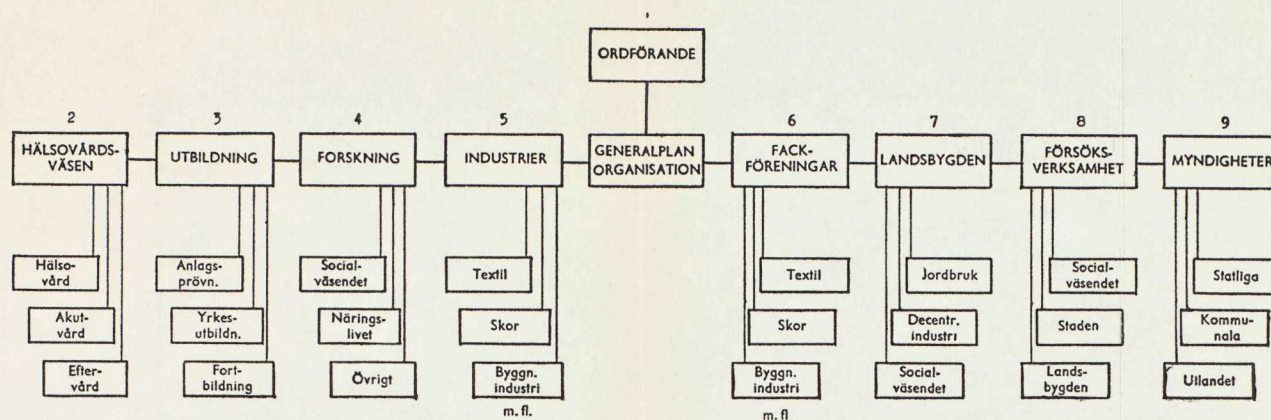 1
ORDFÖRANDE
2
HÄLSOVÅRDS-
VÄSEN
3
UTBILDNING
4
FORSKNING
5
INDUSTRIER
GENERALPLAN
ORGANISATION
6
FACK-
FÖRENINGAR
7
LANDSBYGDEN
8
FÖRSÖKS-
VERKSAMHET
9
MYNDIGHETER
Hälso-
vård
Akut-
vård
Efter-
vård
Anlags-
prövn.
Yrkes-
utbildn.
Fort-
bildning
Social-
väsendet
Närings-
livet
Övrigt
Textil
Skor
Byggn.
industri
m. fl.
Textil
Skor
Byggn.
industri
m. fl
Jordbruk
Decentr.
industri
Social-
väsendet
Social-
väsendet
Staden
Lands-
bygden
Statliga
Kommu-
nala
Utlandet